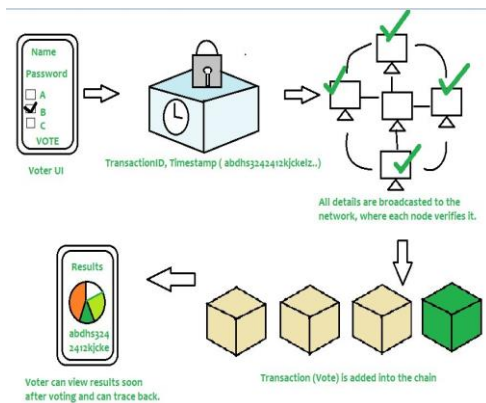 Name
Password
A
B
C
VOTE
Voter UI
TransactionID, Timestamp ( abdhs3242412kjckelz..)
All details are broadcasted to the
network, where each node verifies it.
Results
abdhs324
2412kjcke
Voter can view results soon
after voting and can trace back.
Transaction (Vote) is added into the chain